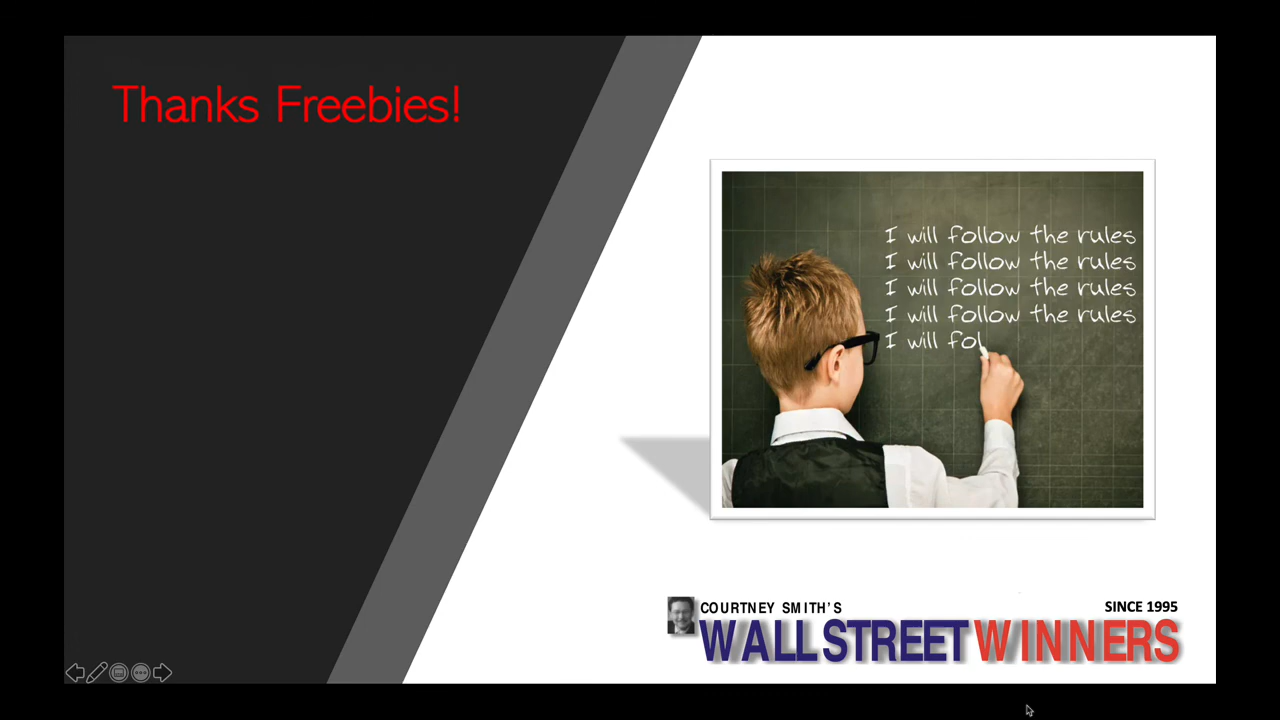 Thanks Freebies!
I will follow the rules
I will follow the rules
I will follow the rules
I will follow the rules
I will fol
COURTNEY SMITH'S
SINCE 1995
WALL STREET WINNERS